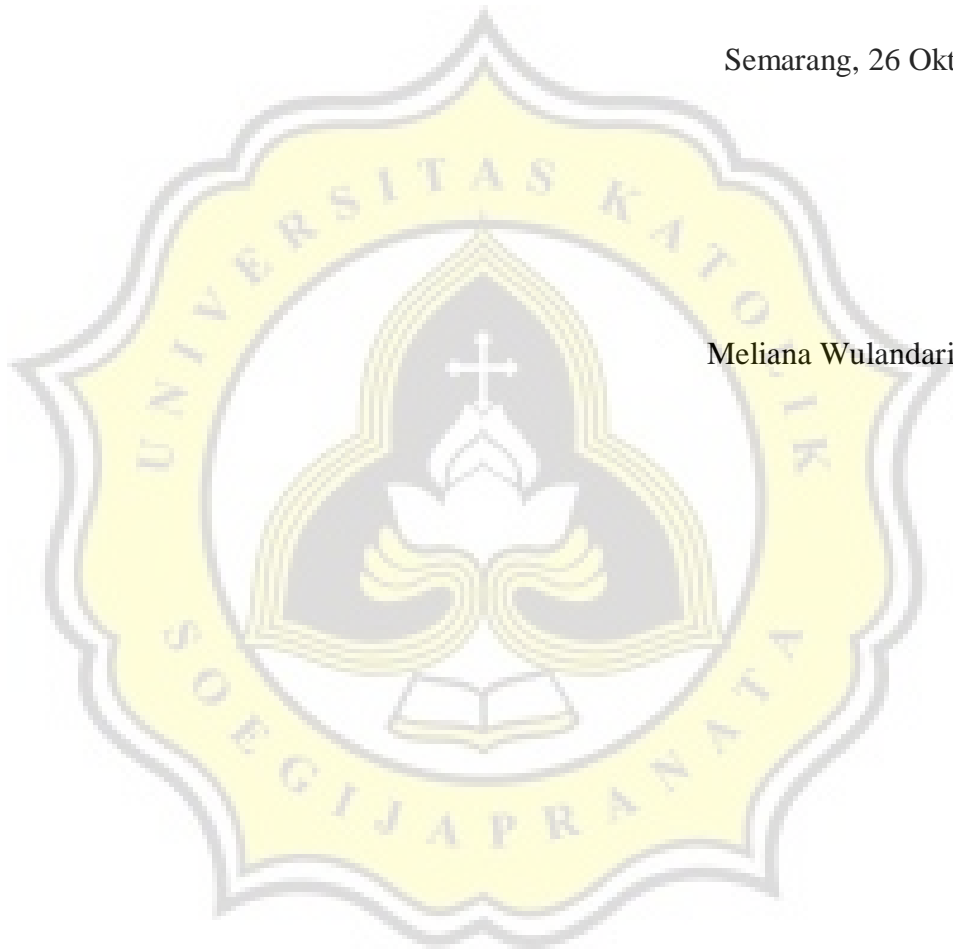 Semarang, 26 Okt
Meliana Wulandari
UNIVERSITAS KATOLIK
SOEGIJAPRANATA